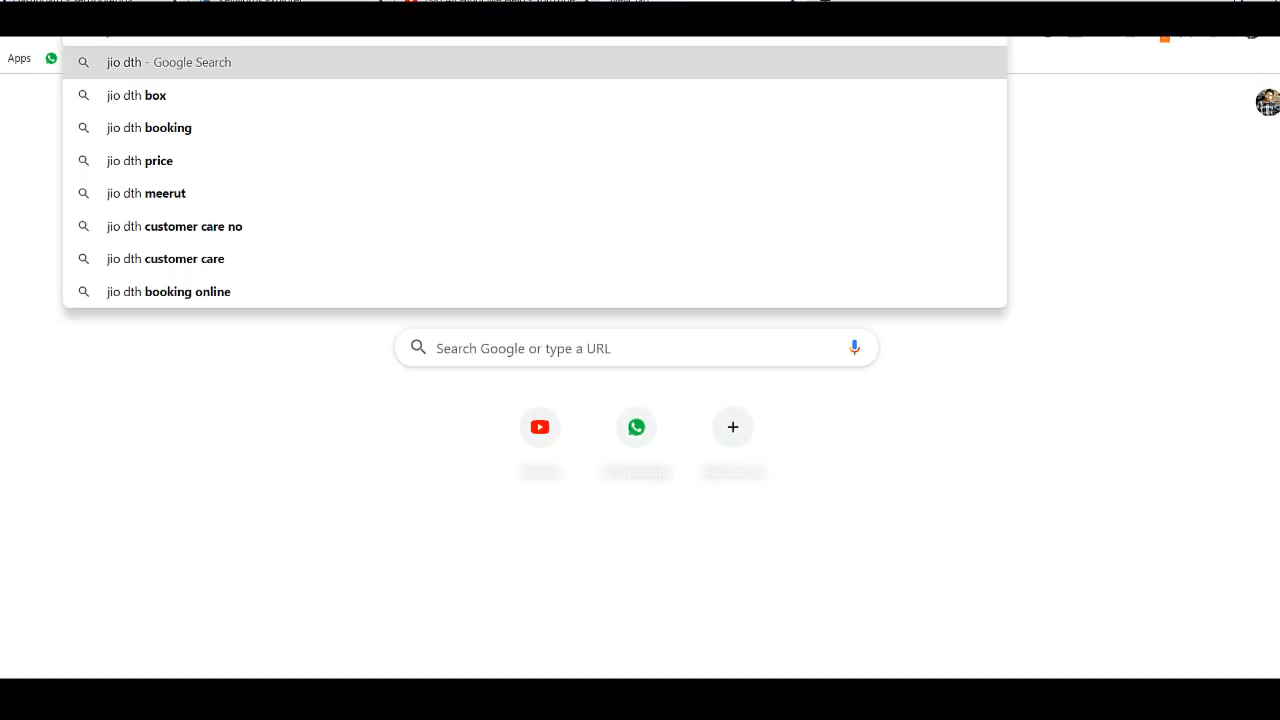 Apps
jio dth - Google Search
jio dth box
jio dth booking
jio dth price
jio dth meerut
jio dth customer care no
jio dth customer care
jio dth booking online
Search Google or type a URL